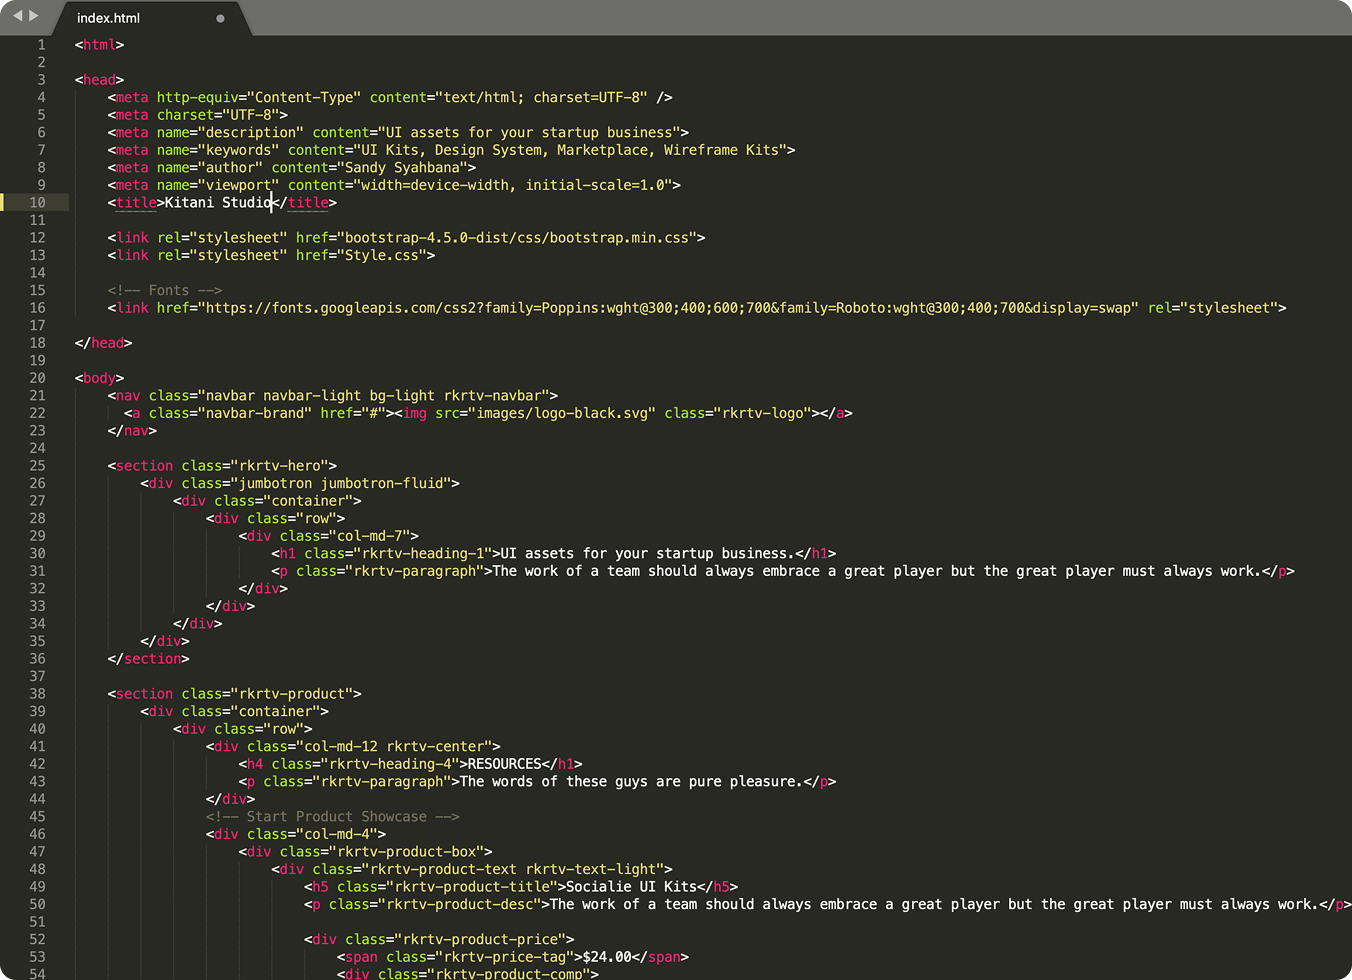 index.html
1 <html>
2
3 <head>
4 <meta http-equiv="Content-Type" content="text/html; charset=UTF-8" />
5 <meta charset="UTF-8">
6 <meta name="description" content="UI assets for your startup business">
7 <meta name="keywords" content="UI Kits, Design System, Marketplace, Wireframe Kits">
8 <meta name="author" content="Sandy Syahbana">
9 <meta name="viewport" content="width=device-width, initial-scale=1.0">
10 <title>Kitani Studio</title>
11
12 <link rel="stylesheet" href="bootstrap-4.5.0-dist/css/bootstrap.min.css">
13 <link rel="stylesheet" href="Style.css">
14
15 <!-- Fonts -->
16 <link href="https://fonts.googleapis.com/css2?family=Poppins:wght@300;400;600;700&family=Roboto:wght@300;400;700&display=swap" rel="stylesheet">
17
18 </head>
19
20 <body>
21 <nav class="navbar navbar-light bg-light rkrtv-navbar">
22 <a class="navbar-brand" href="#"><img src="images/logo-black.svg" class="rkrtv-logo"></a>
23 </nav>
24
25 <section class="rkrtv-hero">
26 <div class="jumbotron jumbotron-fluid">
27 <div class="container">
28 <div class="row">
29 <div class="col-md-7">
30 <h1 class="rkrtv-heading-1">UI assets for your startup business.</h1>
31 <p class="rkrtv-paragraph">The work of a team should always embrace a great player but the great player must always work.</p>
32 </div>
33 </div>
34 </div>
35 </div>
36 </section>
37
38 <section class="rkrtv-product">
39 <div class="container">
40 <div class="row">
41 <div class="col-md-12 rkrtv-center">
42 <h4 class="rkrtv-heading-4">RESOURCES</h1>
43 <p class="rkrtv-paragraph">The words of these guys are pure pleasure.</p>
44 </div>
45 <!-- Start Product Showcase -->
46 <div class="col-md-4">
47 <div class="rkrtv-product-box">
48 <div class="rkrtv-product-text rkrtv-text-light">
49 <h5 class="rkrtv-product-title">Socialie UI Kits</h5>
50 <p class="rkrtv-product-desc">The work of a team should always embrace a great player but the great player must always work.</p>
51
52 <div class="rkrtv-product-price">
53 <span class="rkrtv-price-tag">$24.00</span>
54 <div class="rkrtv-product-comp">